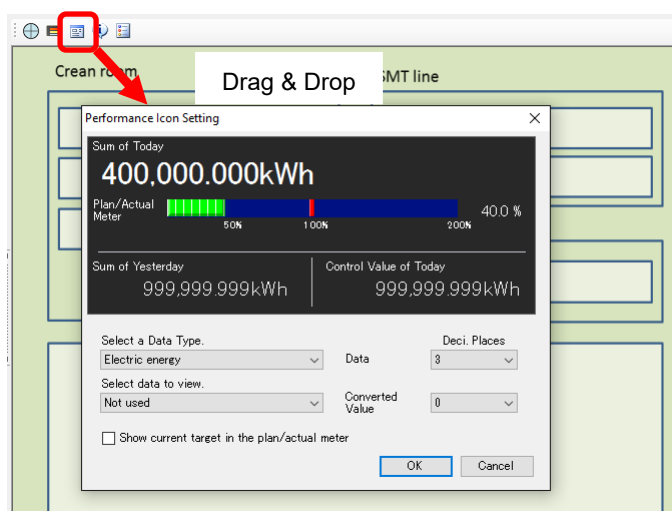 Crean room
Drag & Drop
SMT line
Performance Icon Setting
Sum of Today
400,000.000kWh
Plan/Actual
Meter
50%
100%
200%
40.0 %
Sum of Yesterday
999,999.999kWh
Control Value of Today
999,999.999kWh
Select a Data Type.
Deci. Places
Electric energy
Data
3
Select data to view.
Not used
Converted
Value
0
Show current target in the plan/actual meter
OK
Cancel